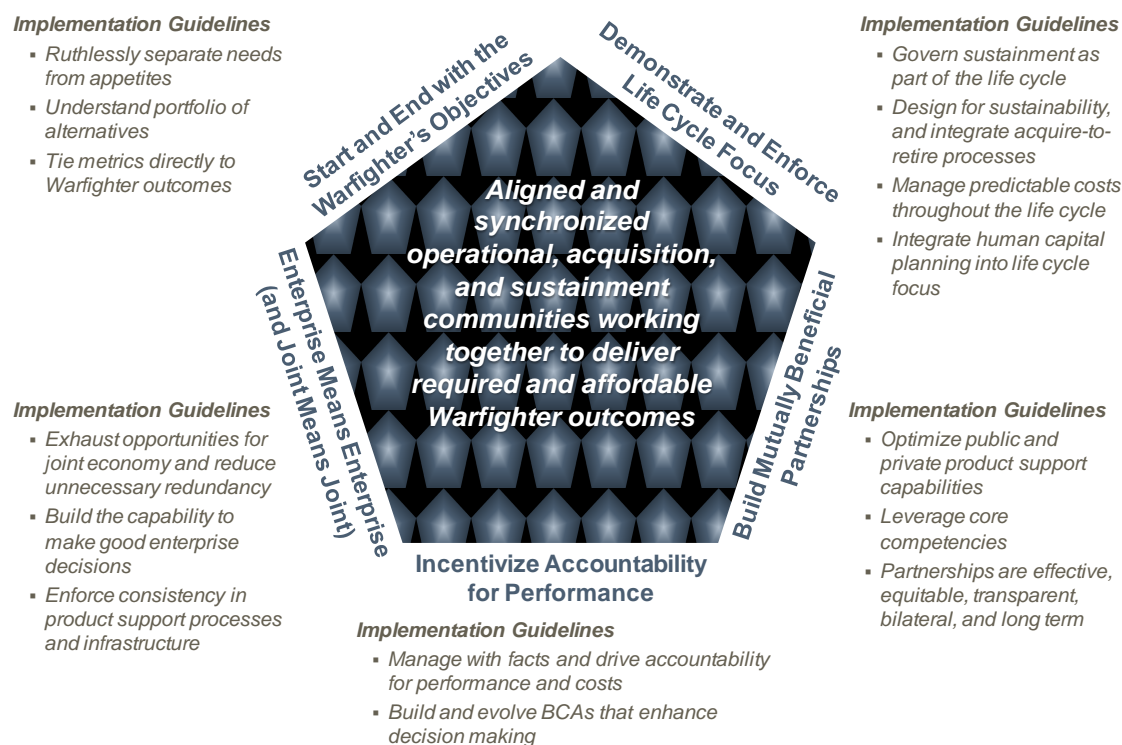 Implementation Guidelines
▪ Ruthlessly separate needs
from appetites
▪ Understand portfolio of
alternatives
▪ Tie metrics directly to
Warfighter outcomes
Start and End with the
Warfighter's Objectives
Demonstrate and Enforce
Life Cycle Focus
Implementation Guidelines
▪ Govern sustainment as
part of the life cycle
▪ Design for sustainability,
and integrate acquire-to-
retire processes
▪ Manage predictable costs
throughout the life cycle
▪ Integrate human capital
planning into life cycle
focus
Aligned and
synchronized
operational, acquisition,
and sustainment
communities working
together to deliver
required and affordable
Warfighter outcomes
Enterprise Means Enterprise
(and Joint Means Joint)
Build Mutually Beneficial
Partnerships
Implementation Guidelines
▪ Exhaust opportunities for
joint economy and reduce
unnecessary redundancy
▪ Build the capability to
make good enterprise
decisions
▪ Enforce consistency in
product support processes
and infrastructure
Implementation Guidelines
▪ Optimize public and
private product support
capabilities
▪ Leverage core
competencies
▪ Partnerships are effective,
equitable, transparent,
bilateral, and long term
Incentivize Accountability
for Performance
Implementation Guidelines
▪ Manage with facts and drive accountability
for performance and costs
▪ Build and evolve BCAs that enhance
decision making